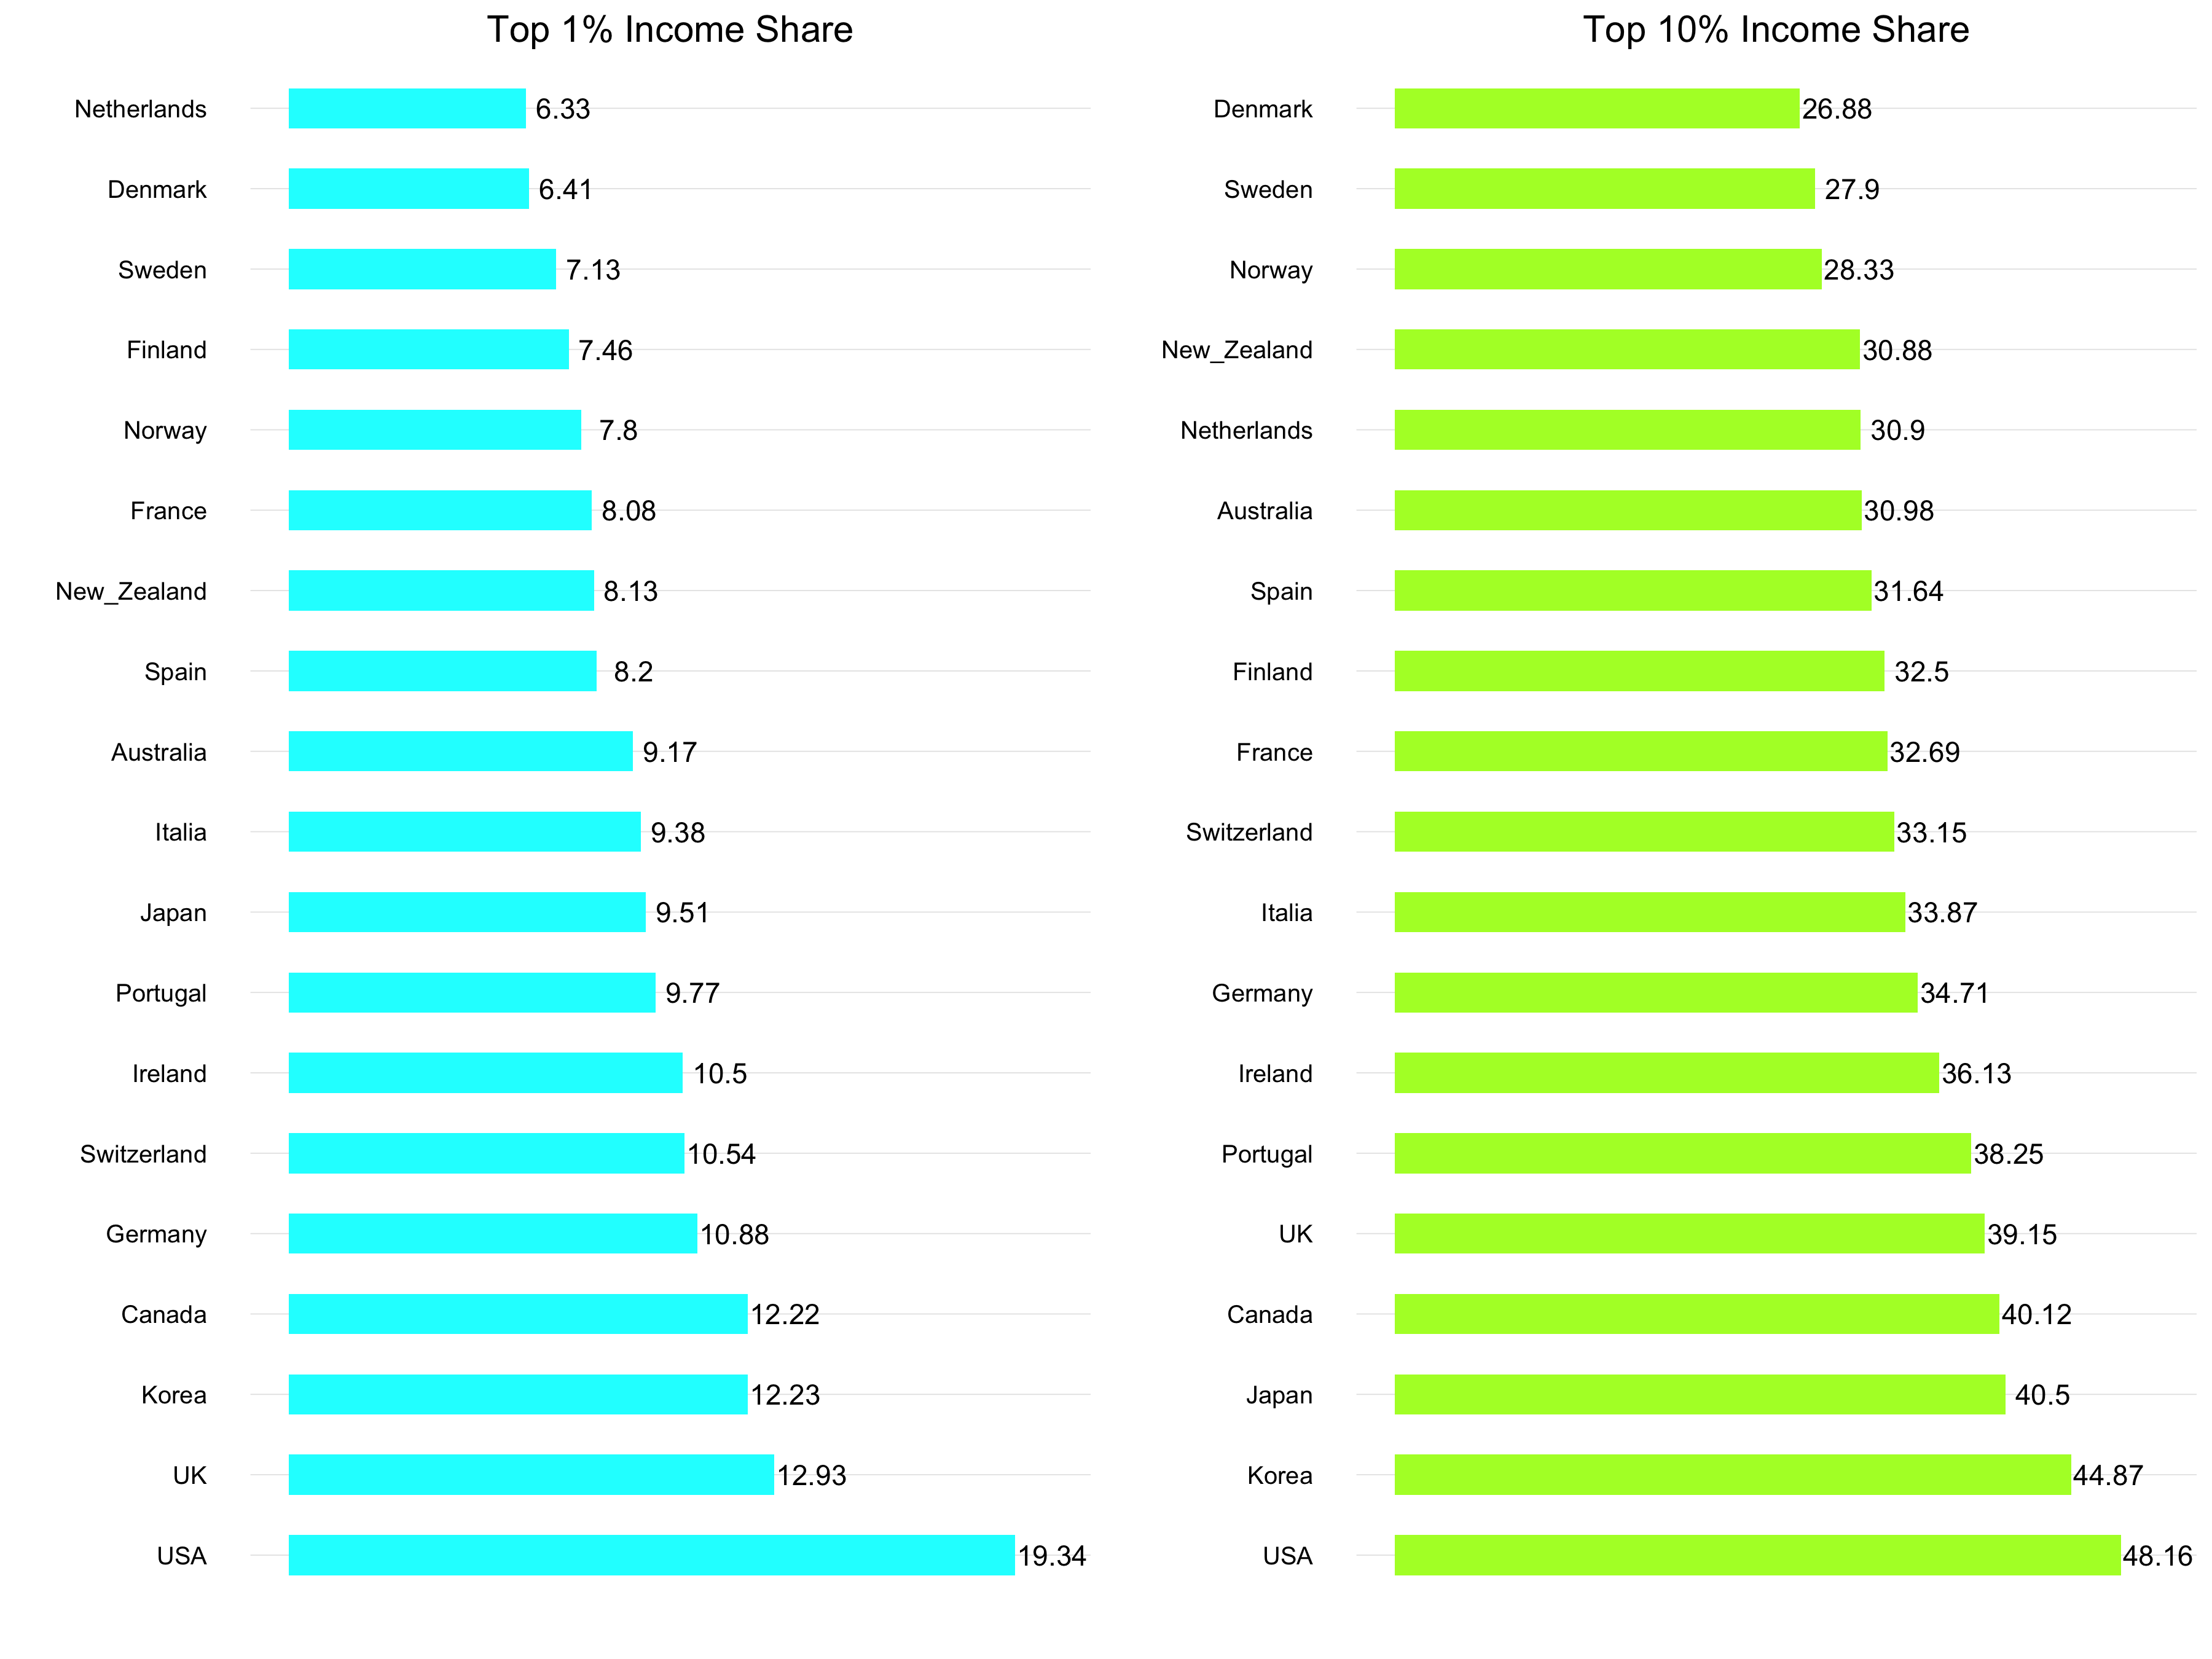 Top 1% Income Share
Netherlands 6.33
Denmark 6.41
Sweden 7.13
Finland 7.46
Norway 7.8
France 8.08
New_Zealand 8.13
Spain 8.2
Australia 9.17
Italia 9.38
Japan 9.51
Portugal 9.77
Ireland 10.5
Switzerland 10.54
Germany 10.88
Canada 12.22
Korea 12.23
UK 12.93
USA 19.34
Top 10% Income Share
Denmark 26.88
Sweden 27.9
Norway 28.33
New_Zealand 30.88
Netherlands 30.9
Australia 30.98
Spain 31.64
Finland 32.5
France 32.69
Switzerland 33.15
Italia 33.87
Germany 34.71
Ireland 36.13
Portugal 38.25
UK 39.15
Canada 40.12
Japan 40.5
Korea 44.87
USA 48.16